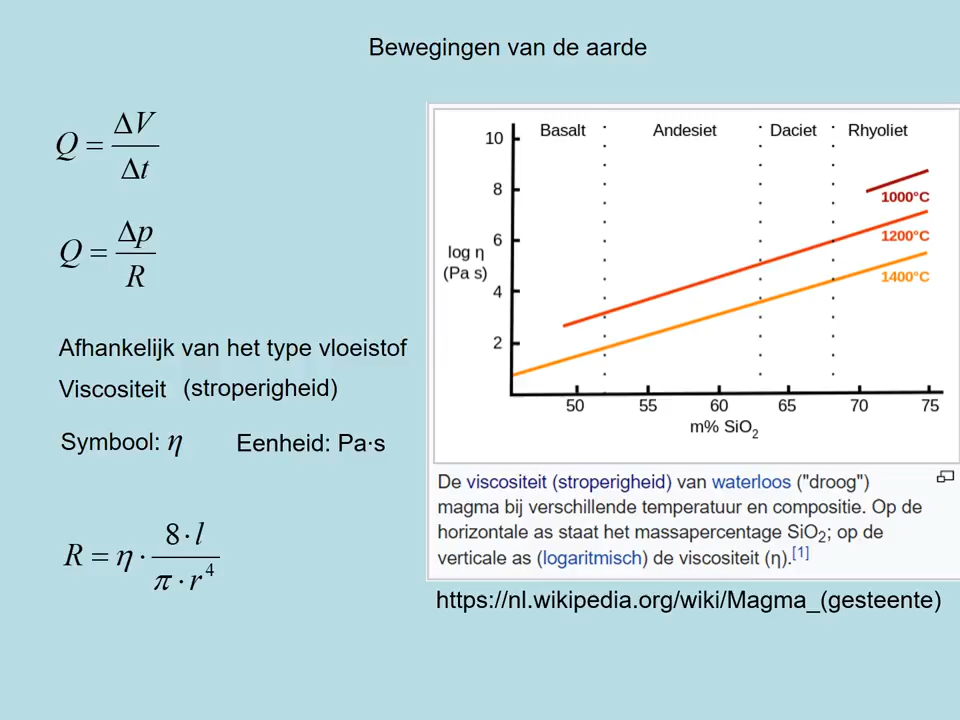 Bewegingen van de aarde
Q = ΔV / Δt
Q = Δp / R
Afhankelijk van het type vloeistof
Viscositeit (stroperigheid)
Symbool: η Eenheid: Pa·s
R = η · 8 · l / π · r⁴
Basalt Andesiet Daciet Rhyoliet
10
8
6
4
2
log η
(Pa s)
1000°C
1200°C
1400°C
50 55 60 65 70 75
m% SiO₂
De viscositeit (stroperigheid) van waterloos ("droog")
magma bij verschillende temperatuur en compositie. Op de
horizontale as staat het massapercentage SiO₂; op de
verticale as (logaritmisch) de viscositeit (η).[1]
https://nl.wikipedia.org/wiki/Magma_(gesteente)